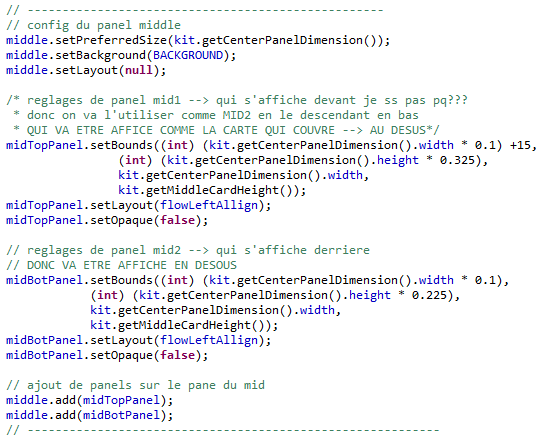 // ---------------------------------------------------
// config du panel middle
middle.setPreferredSize(kit.getCenterPanelDimension());
middle.setBackground(BACKGROUND);
middle.setLayout(null);
/* reglages de panel mid1 --> qui s'affiche devant je ss pas pq???
* donc on va l'utiliser comme MID2 en le descendant en bas
* QUI VA ETRE AFFICE COMME LA CARTE QUI COUVRE --> AU DESUS*/
midTopPanel.setBounds((int) (kit.getCenterPanelDimension().width * 0.1) +15,
(int) (kit.getCenterPanelDimension().height * 0.325),
kit.getCenterPanelDimension().width,
kit.getMiddleCardHeight());
midTopPanel.setLayout(flowLeftAllign);
midTopPanel.setOpaque(false);
// reglages de panel mid2 --> qui s'affiche derriere
// DONC VA ETRE AFFICHE EN DESOUS
midBotPanel.setBounds((int) (kit.getCenterPanelDimension().width * 0.1),
(int) (kit.getCenterPanelDimension().height * 0.225),
kit.getCenterPanelDimension().width,
kit.getMiddleCardHeight());
midBotPanel.setLayout(flowLeftAllign);
midBotPanel.setOpaque(false);
// ajout de panels sur le pane du mid
middle.add(midTopPanel);
middle.add(midBotPanel);
// -----------------------------------------------------------